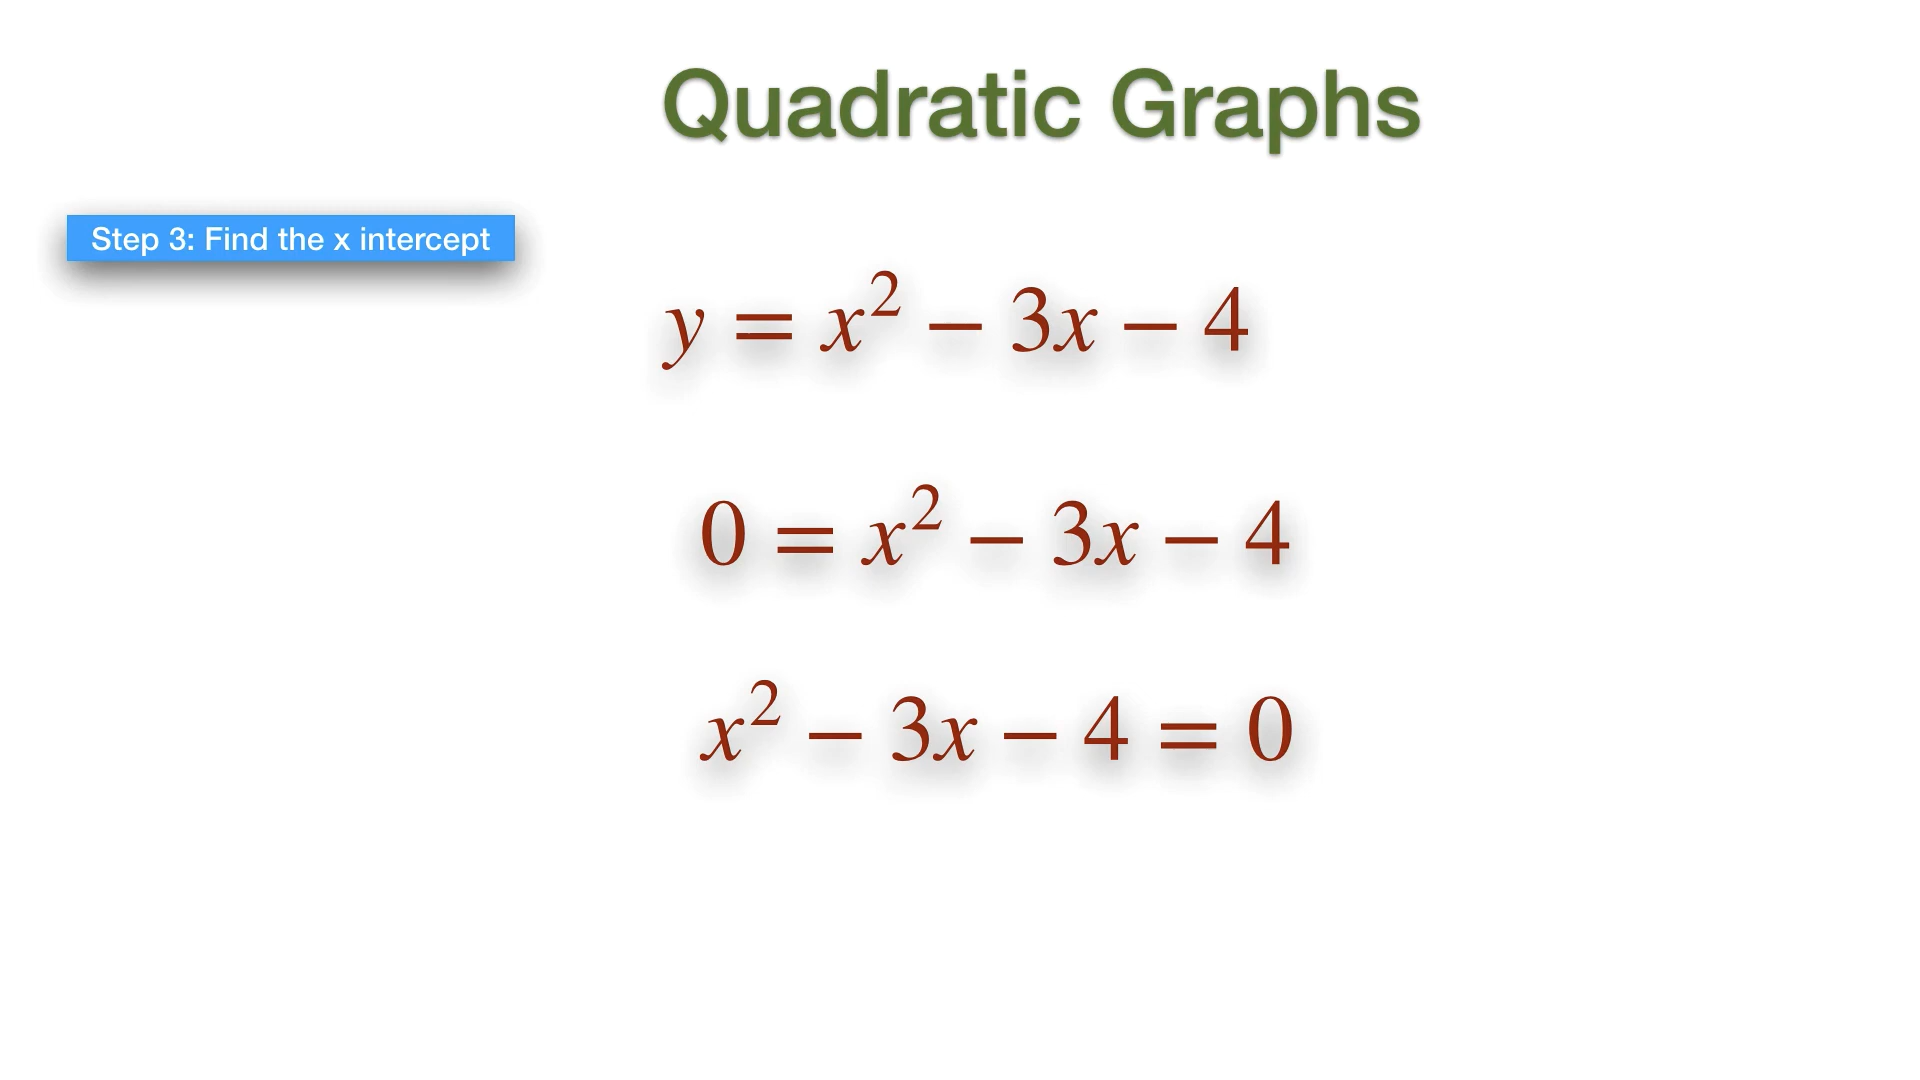 Quadratic Graphs
Step 3: Find the x intercept
y = x² − 3x − 4
0 = x² − 3x − 4
x² − 3x − 4 = 0